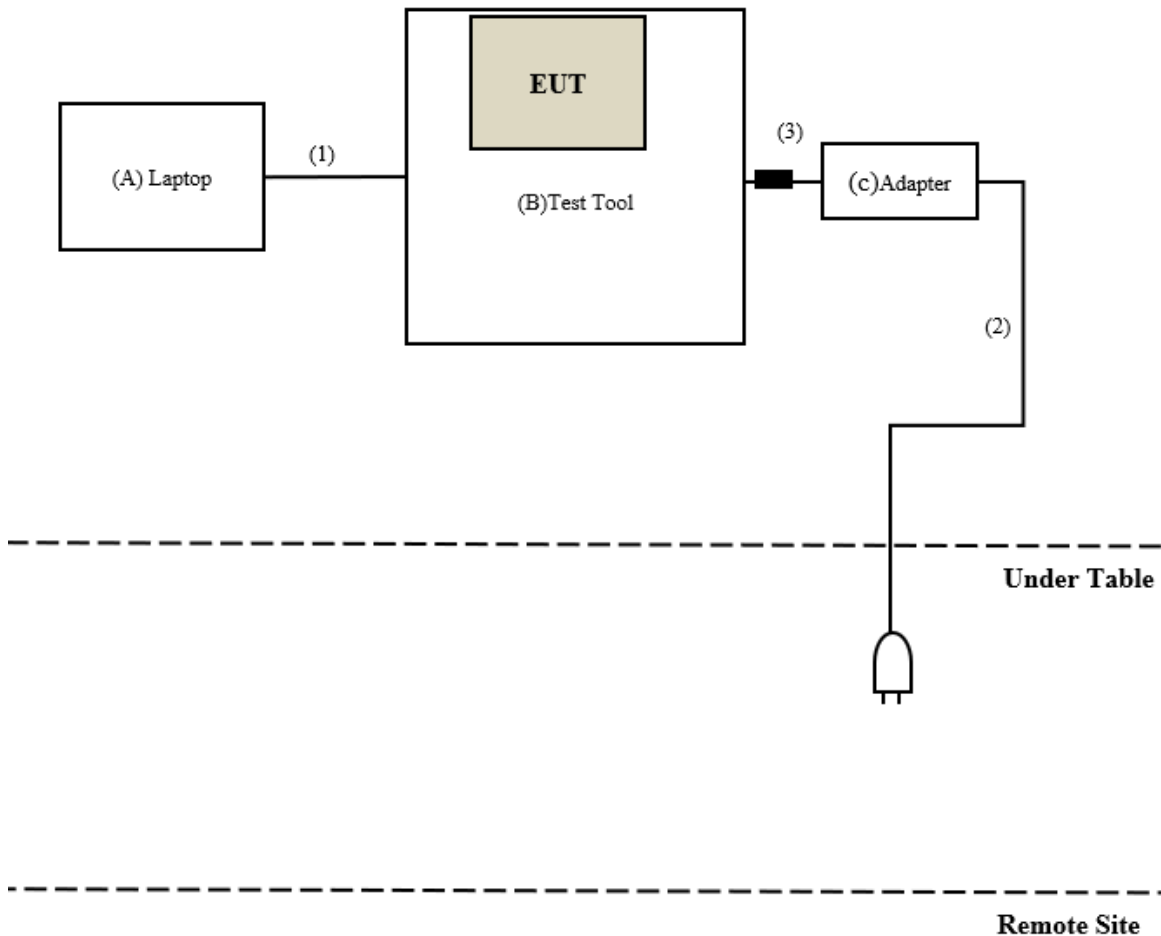 EUT
(3)
(1)
(A) Laptop
(c)Adapter
(B)Test Tool
(2)
Under Table
Remote Site